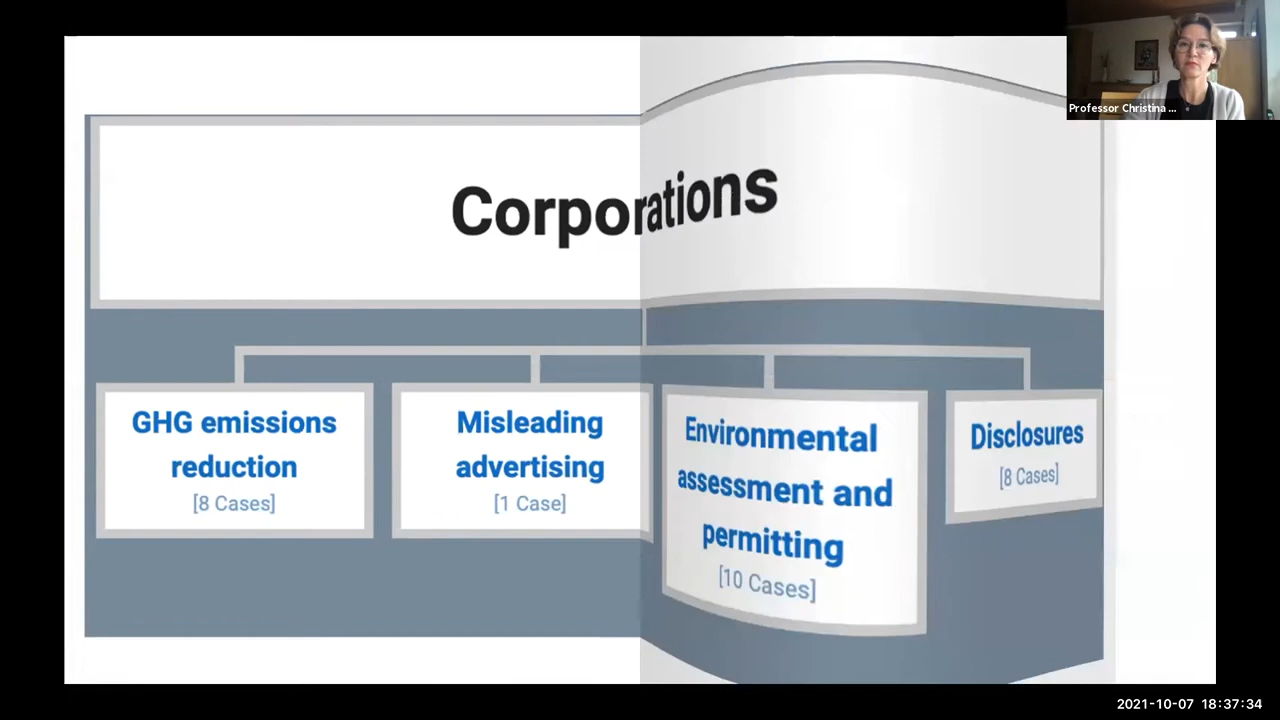 Professor Christina ...
Corporations
GHG emissions
reduction
[8 Cases]
Misleading
advertising
[1 Case]
Environmental
assessment and
permitting
[10 Cases]
Disclosures
[8 Cases]
2021-10-07 18:37:34